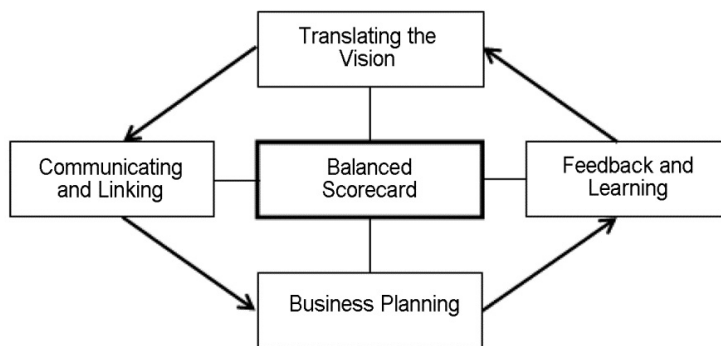 Translating the
Vision
Communicating
and Linking
Balanced
Scorecard
Feedback and
Learning
Business Planning